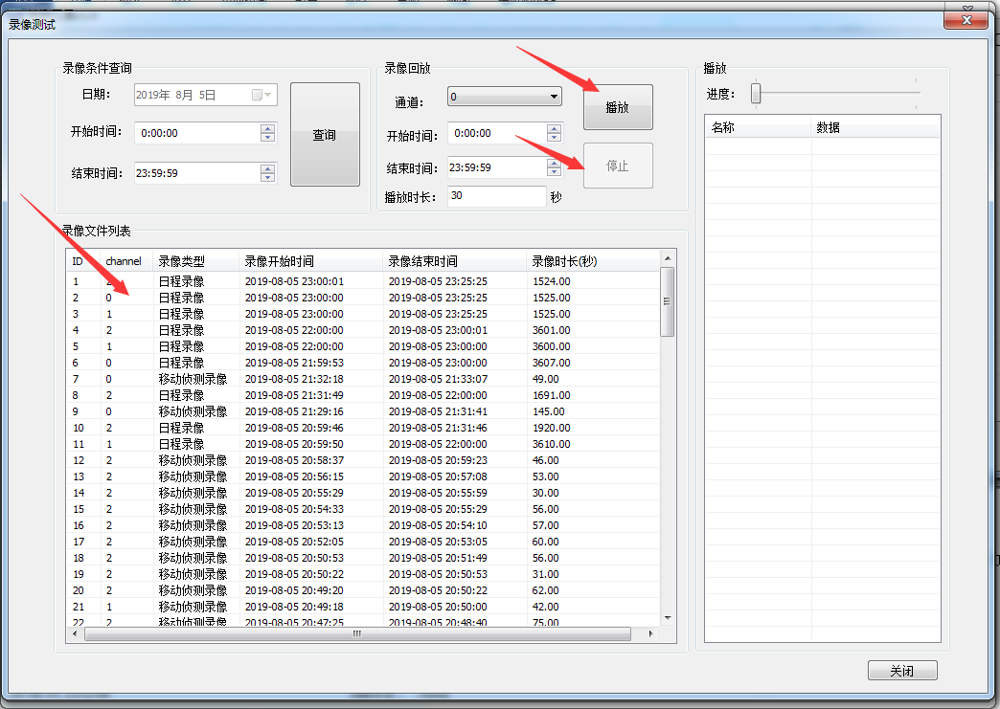 录像测试
录像条件查询
日期： 2019年 8月 5日
开始时间： 0:00:00
结束时间： 23:59:59
查询
录像回放
通道： 0
开始时间： 0:00:00
结束时间： 23:59:59
播放时长： 30 秒
播放
停止
播放
进度：
名称 数据
录像文件列表
ID channel 录像类型 录像开始时间 录像结束时间 录像时长(秒)
1 日程录像 2019-08-05 23:00:01 2019-08-05 23:25:25 1524.00
2 0 日程录像 2019-08-05 23:00:00 2019-08-05 23:25:25 1525.00
3 1 日程录像 2019-08-05 23:00:00 2019-08-05 23:25:25 1525.00
4 2 日程录像 2019-08-05 22:00:00 2019-08-05 23:00:01 3601.00
5 1 日程录像 2019-08-05 22:00:00 2019-08-05 23:00:00 3600.00
6 0 日程录像 2019-08-05 21:59:53 2019-08-05 23:00:00 3607.00
7 0 移动侦测录像 2019-08-05 21:32:18 2019-08-05 21:33:07 49.00
8 2 日程录像 2019-08-05 21:31:49 2019-08-05 22:00:00 1691.00
9 0 移动侦测录像 2019-08-05 21:29:16 2019-08-05 21:31:41 145.00
10 2 日程录像 2019-08-05 20:59:46 2019-08-05 21:31:46 1920.00
11 1 日程录像 2019-08-05 20:59:50 2019-08-05 22:00:00 3610.00
12 2 移动侦测录像 2019-08-05 20:58:37 2019-08-05 20:59:23 46.00
13 2 移动侦测录像 2019-08-05 20:56:15 2019-08-05 20:57:08 53.00
14 2 移动侦测录像 2019-08-05 20:55:29 2019-08-05 20:55:59 30.00
15 2 移动侦测录像 2019-08-05 20:54:33 2019-08-05 20:55:29 56.00
16 2 移动侦测录像 2019-08-05 20:53:13 2019-08-05 20:54:10 57.00
17 2 移动侦测录像 2019-08-05 20:52:05 2019-08-05 20:53:05 60.00
18 2 移动侦测录像 2019-08-05 20:50:53 2019-08-05 20:51:49 56.00
19 2 移动侦测录像 2019-08-05 20:50:22 2019-08-05 20:50:53 31.00
20 2 移动侦测录像 2019-08-05 20:49:20 2019-08-05 20:50:22 62.00
21 1 移动侦测录像 2019-08-05 20:49:18 2019-08-05 20:50:00 42.00
22 2 移动侦测录像 2019-08-05 20:47:25 2019-08-05 20:48:40 75.00
关闭